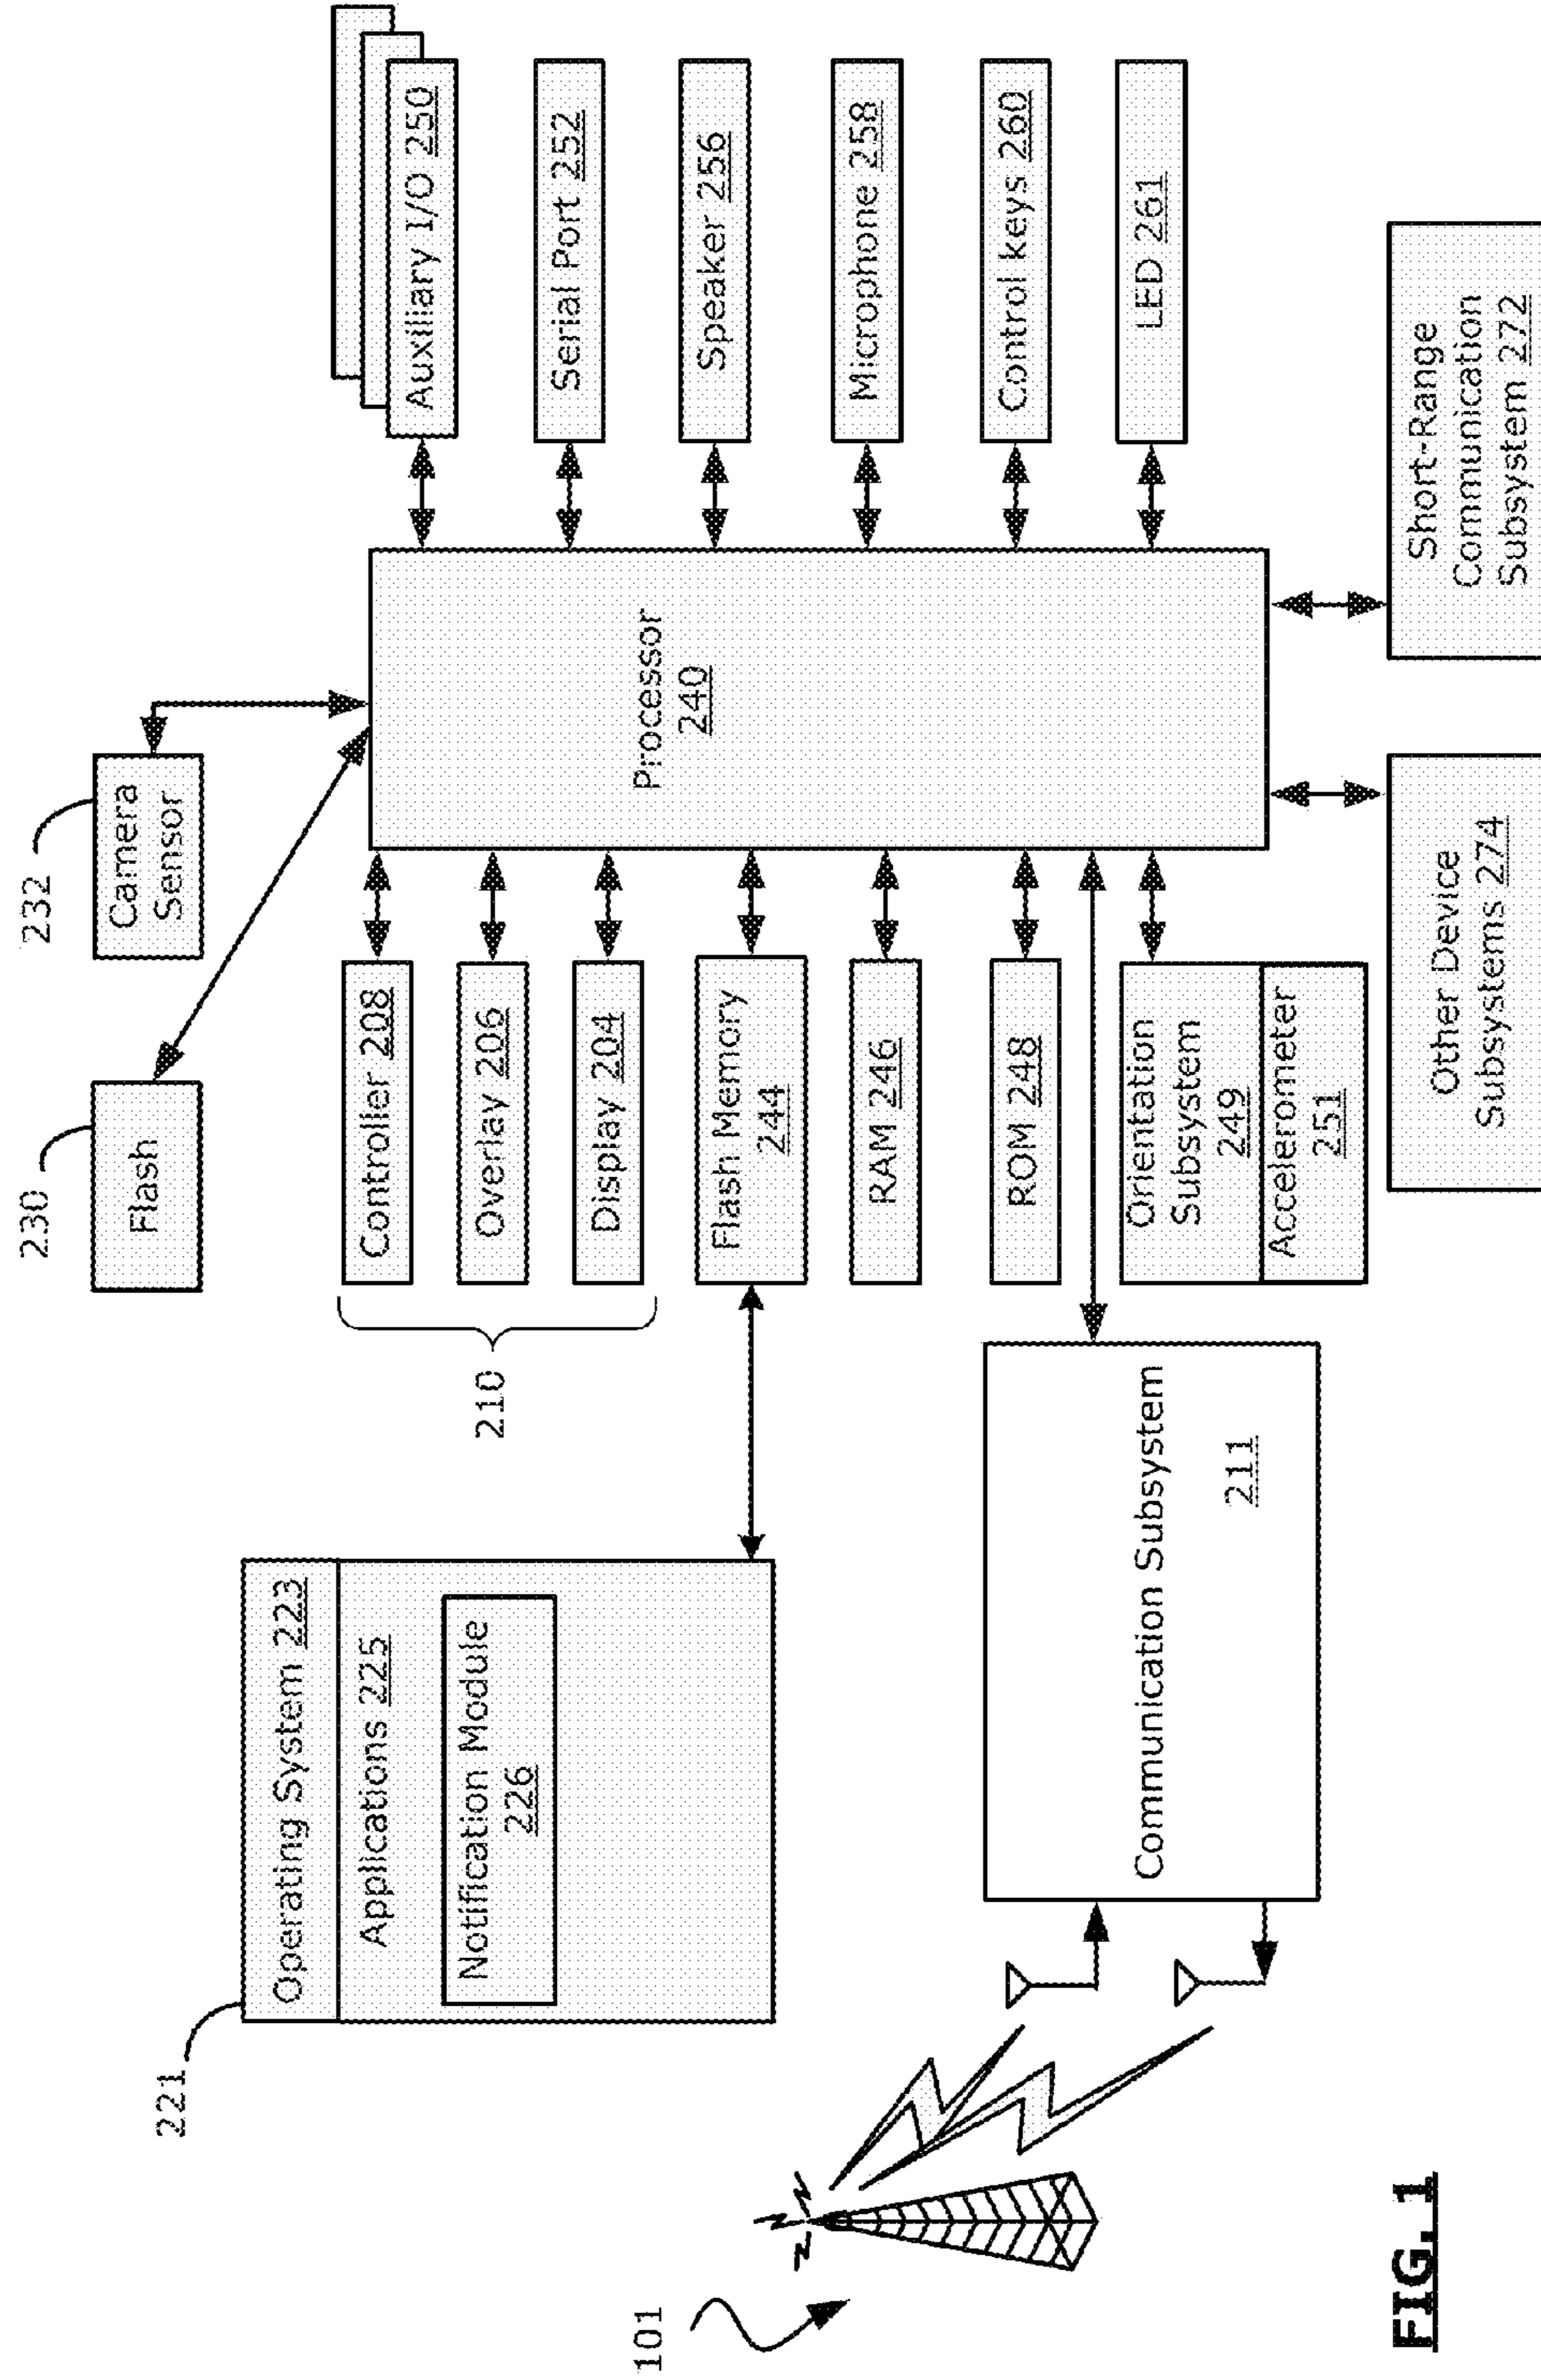 232
230
Camera
Sensor
Flash
Auxiliary I/O 250
Serial Port 252
Speaker 256
Microphone 258
Control keys 260
LED 261
Processor
240
Controller 208
Overlay 206
Display 204
210
Flash Memory
244
RAM 246
ROM 248
Orientation
Subsystem
249
Accelerometer
251
Short-Range
Communication
Subsystem 272
Other Device
Subsystems 274
221
Operating System 223
Applications 225
Notification Module
226
Communication Subsystem
211
101
FIG. 1